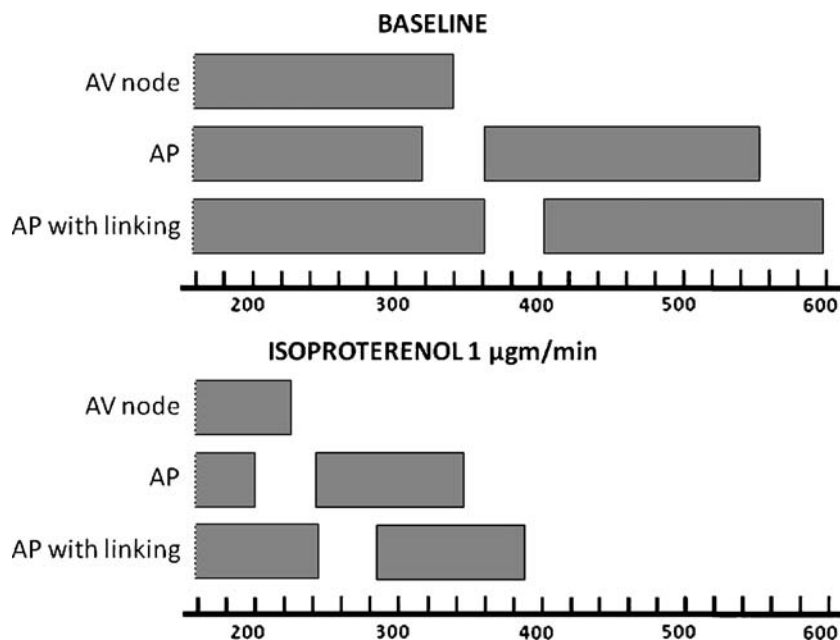 BASELINE
AV node
AP
AP with linking
200 300 400 500 600
ISOPROTERENOL 1 µgm/min
AV node
AP
AP with linking
200 300 400 500 600